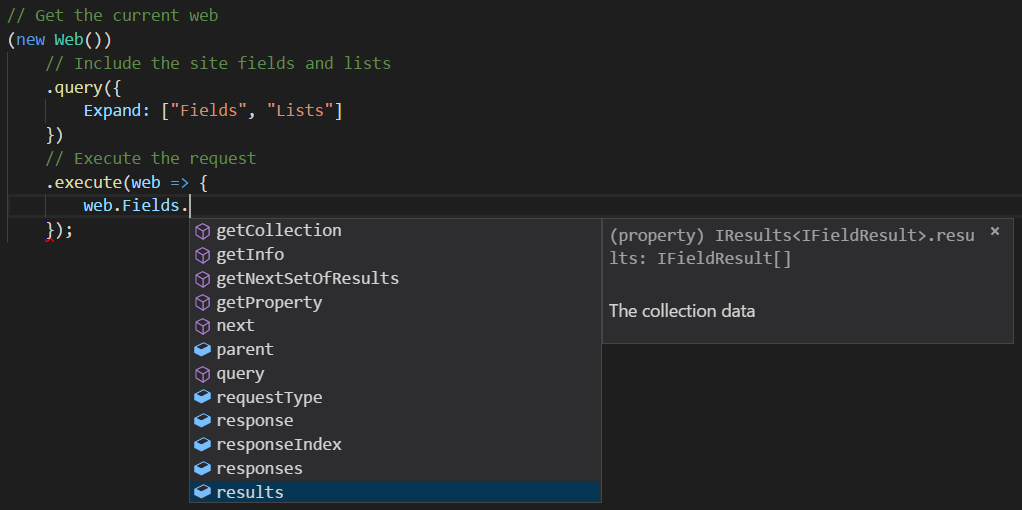 // Get the current web
(new Web())
// Include the site fields and lists
.query({
Expand: ["Fields", "Lists"]
})
// Execute the request
.execute(web => {
web.Fields.
});
getCollection
getInfo
getNextSetOfResults
getProperty
next
parent
query
requestType
response
responseIndex
responses
results
(property) IResults<IFieldResult>.resu
lts: IFieldResult[]
The collection data